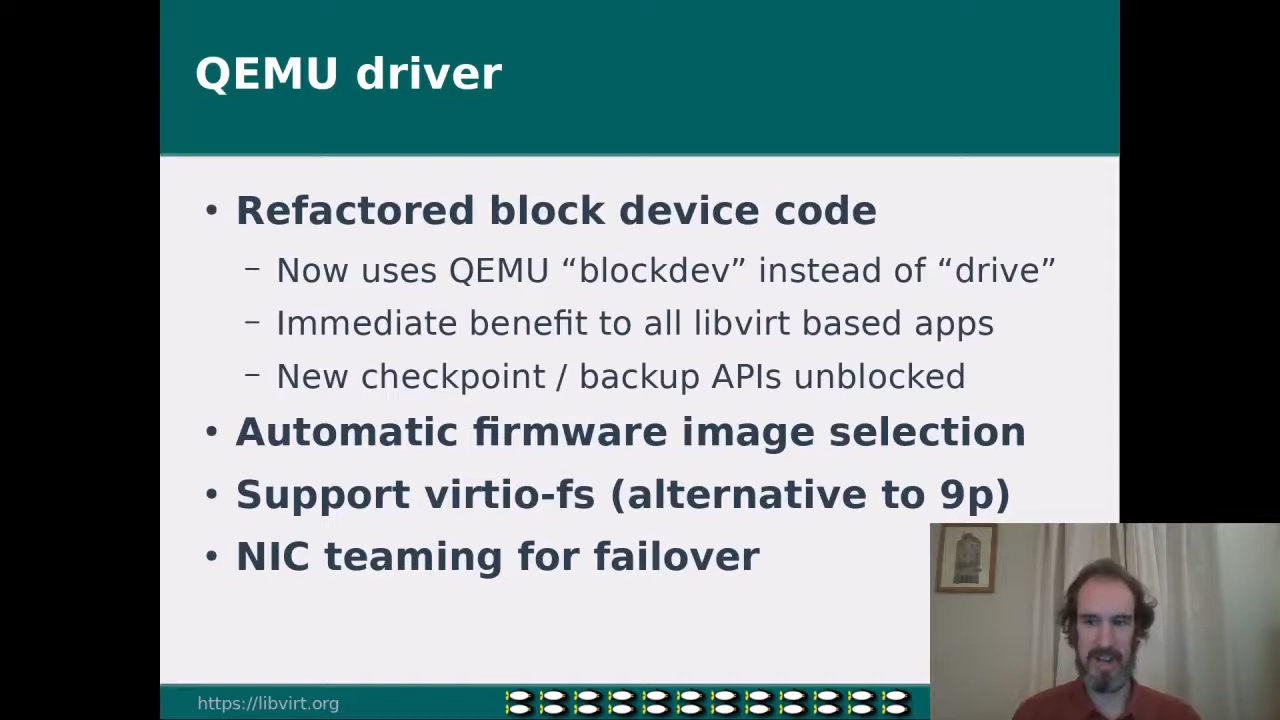 QEMU driver
• Refactored block device code
– Now uses QEMU “blockdev” instead of “drive”
– Immediate benefit to all libvirt based apps
– New checkpoint / backup APIs unblocked
• Automatic firmware image selection
• Support virtio-fs (alternative to 9p)
• NIC teaming for failover
https://libvirt.org